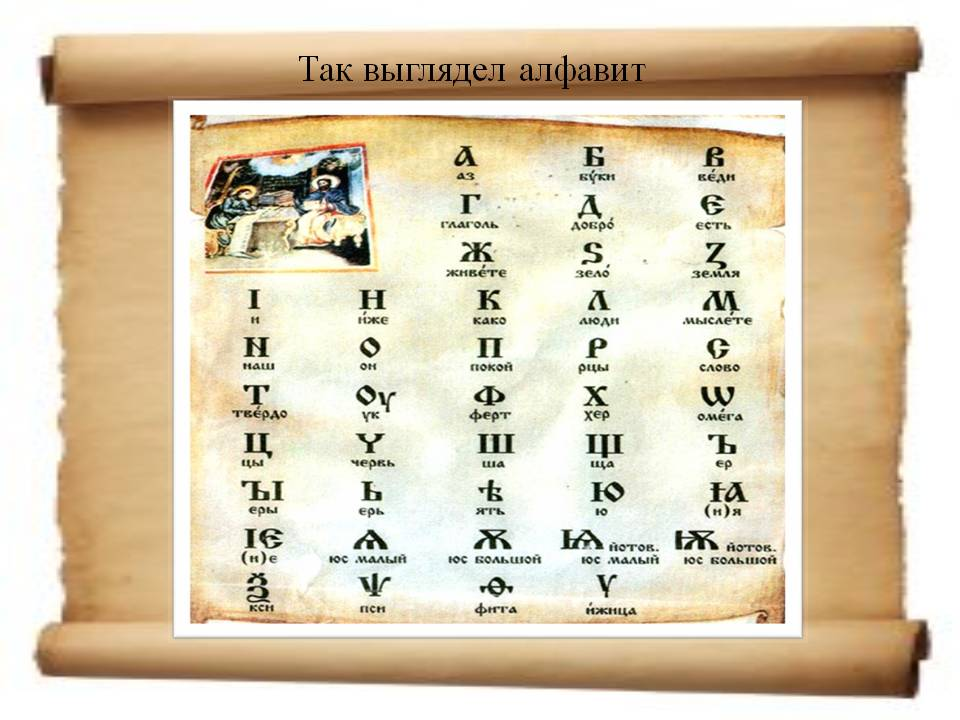 Так выглядел алфавит
А Б В
аз бу́ки ве́ди
Г Д Є
глаголь добро́ есть
Ж Ѕ Ꙁ
живе́те зело́ земля
І Н К Л М
и и́же како люди мысле́те
N О П Р С
наш он покой рцы слово
Т Оу Ф Х Ѡ
тве́рдо ук ферт хер оме́га
Ц Ч Ш Щ Ъ
цы червь ша ща ер
ЪІ Ь Ѣ Ю Ꙗ
еры ерь ять ю (и)я
Ѥ Ѧ Ѫ Ѩ йотов. Ѭ йотов.
(и)е юс малый юс большой юс малый юс большой
Ѯ Ѱ Ѳ Ѵ
кси пси фита и́жица